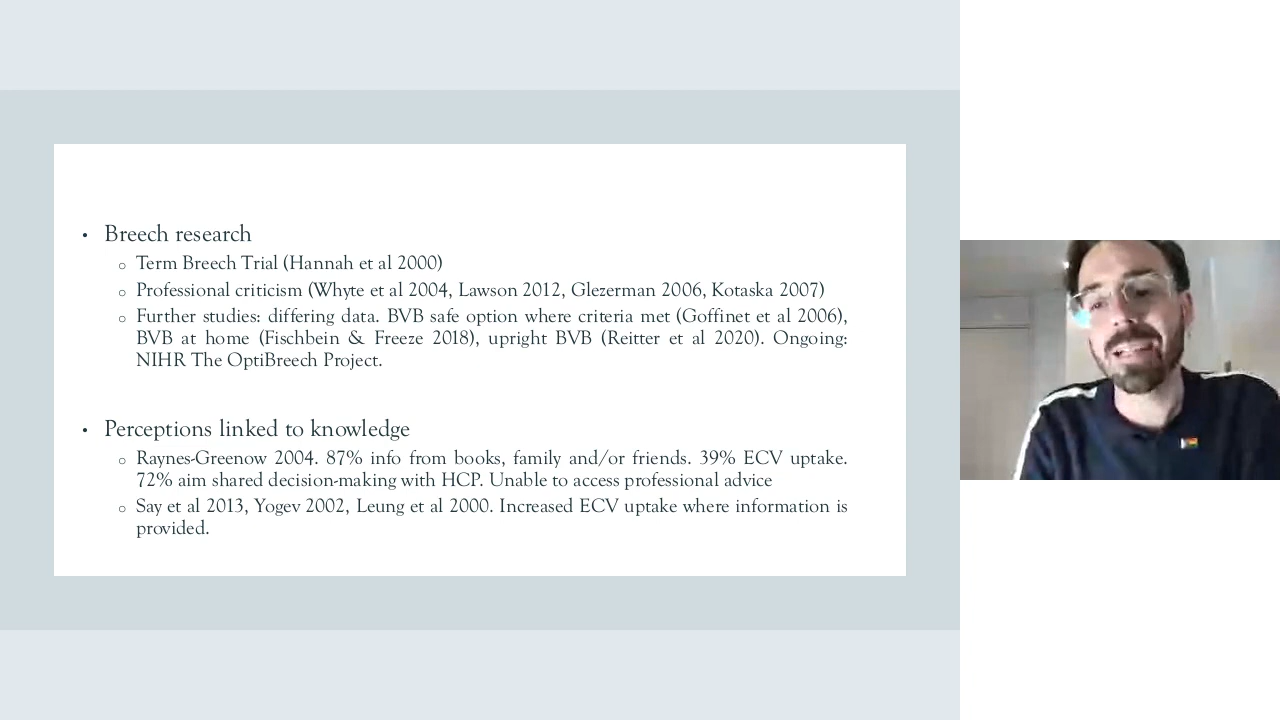 • Breech research
o Term Breech Trial (Hannah et al 2000)
o Professional criticism (Whyte et al 2004, Lawson 2012, Glezerman 2006, Kotaska 2007)
o Further studies: differing data. BVB safe option where criteria met (Goffinet et al 2006),
BVB at home (Fischbein & Freeze 2018), upright BVB (Reitter et al 2020). Ongoing:
NIHR The OptiBreech Project.
• Perceptions linked to knowledge
o Raynes-Greenow 2004. 87% info from books, family and/or friends. 39% ECV uptake.
72% aim shared decision-making with HCP. Unable to access professional advice
o Say et al 2013, Yogev 2002, Leung et al 2000. Increased ECV uptake where information is
provided.